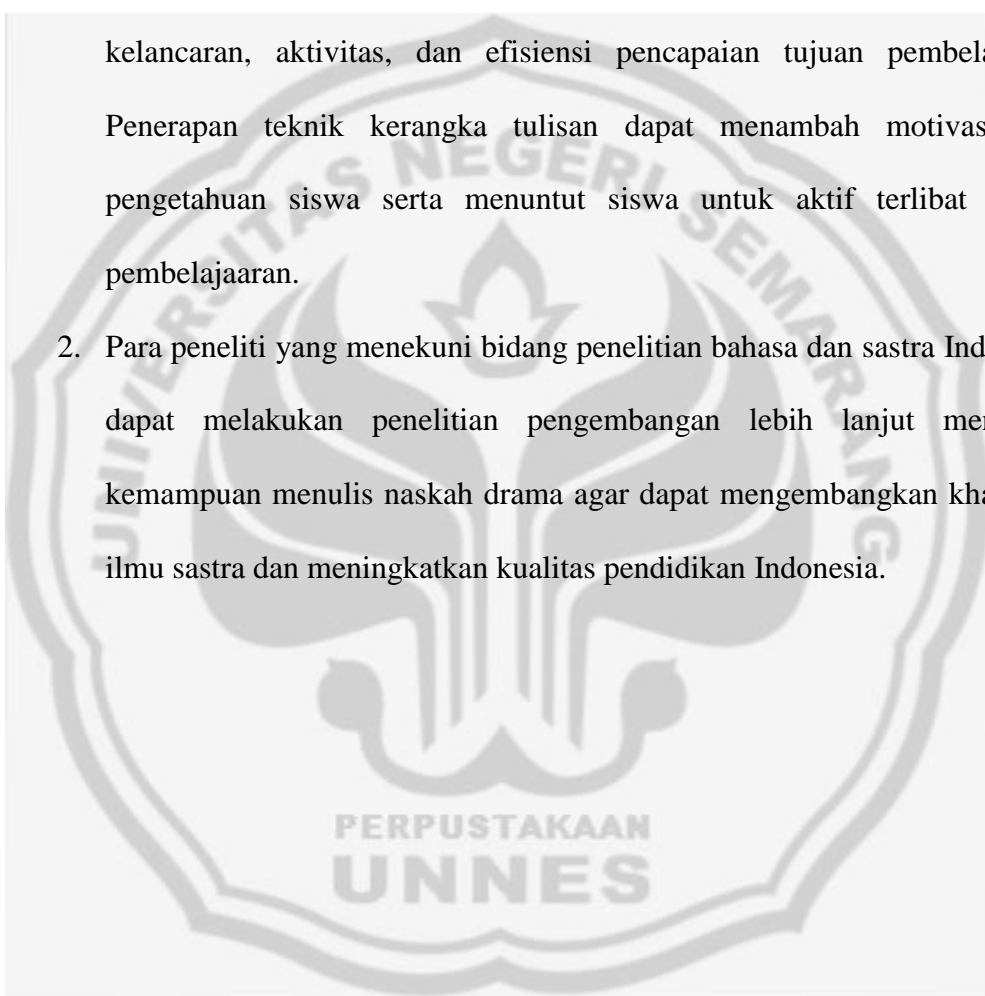 kelancaran, aktivitas, dan efisiensi pencapaian tujuan pembela
Penerapan teknik kerangka tulisan dapat menambah motivas
pengetahuan siswa serta menuntut siswa untuk aktif terlibat
pembelajaaran.
2. Para peneliti yang menekuni bidang penelitian bahasa dan sastra Ind
dapat melakukan penelitian pengembangan lebih lanjut men
kemampuan menulis naskah drama agar dapat mengembangkan kha
ilmu sastra dan meningkatkan kualitas pendidikan Indonesia.
UNIVERSITAS NEGERI SEMARANG
PERPUSTAKAAN
UNNES